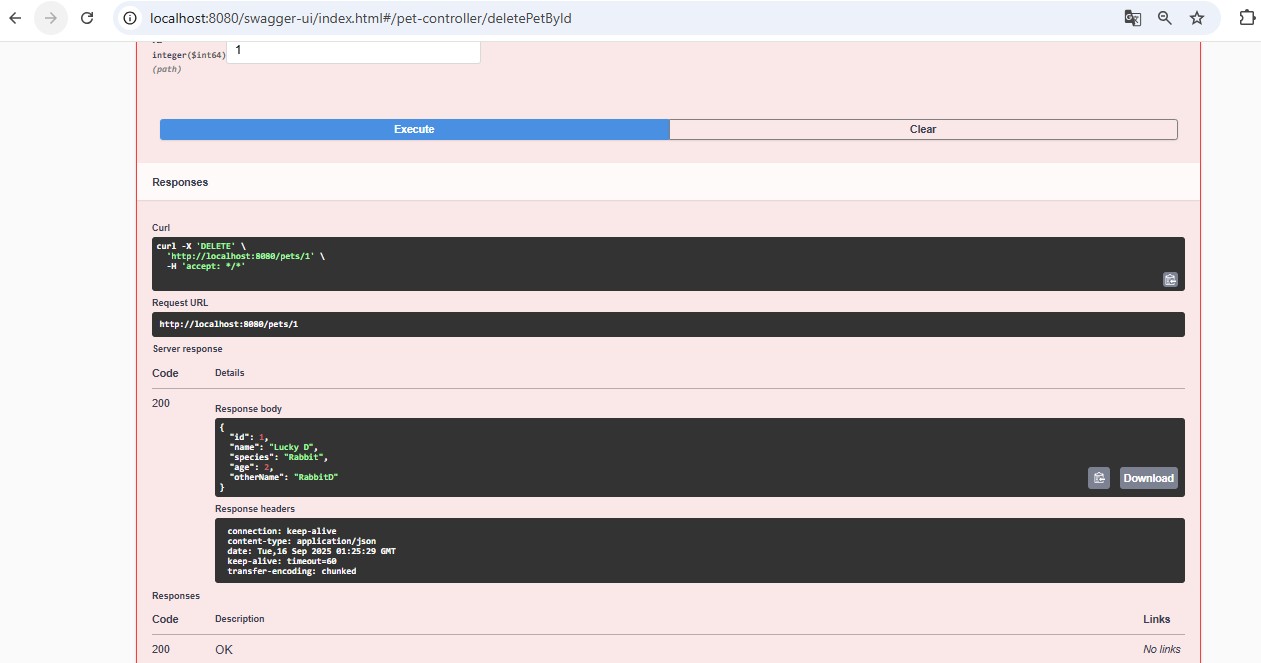 localhost:8080/swagger-ui/index.html#/pet-controller/deletePetById
integer($int64)
1
(path)
Execute
Clear
Responses
Curl
curl -X 'DELETE' \
'http://localhost:8080/pets/1' \
-H 'accept: */*'
Request URL
http://localhost:8080/pets/1
Server response
Code Details
200
Response body
{
"id": 1,
"name": "Lucky D",
"species": "Rabbit",
"age": 2,
"otherName": "RabbitD"
}
Download
Response headers
connection: keep-alive
content-type: application/json
date: Tue,16 Sep 2025 01:25:29 GMT
keep-alive: timeout=60
transfer-encoding: chunked
Responses
Code Description Links
200 OK No links